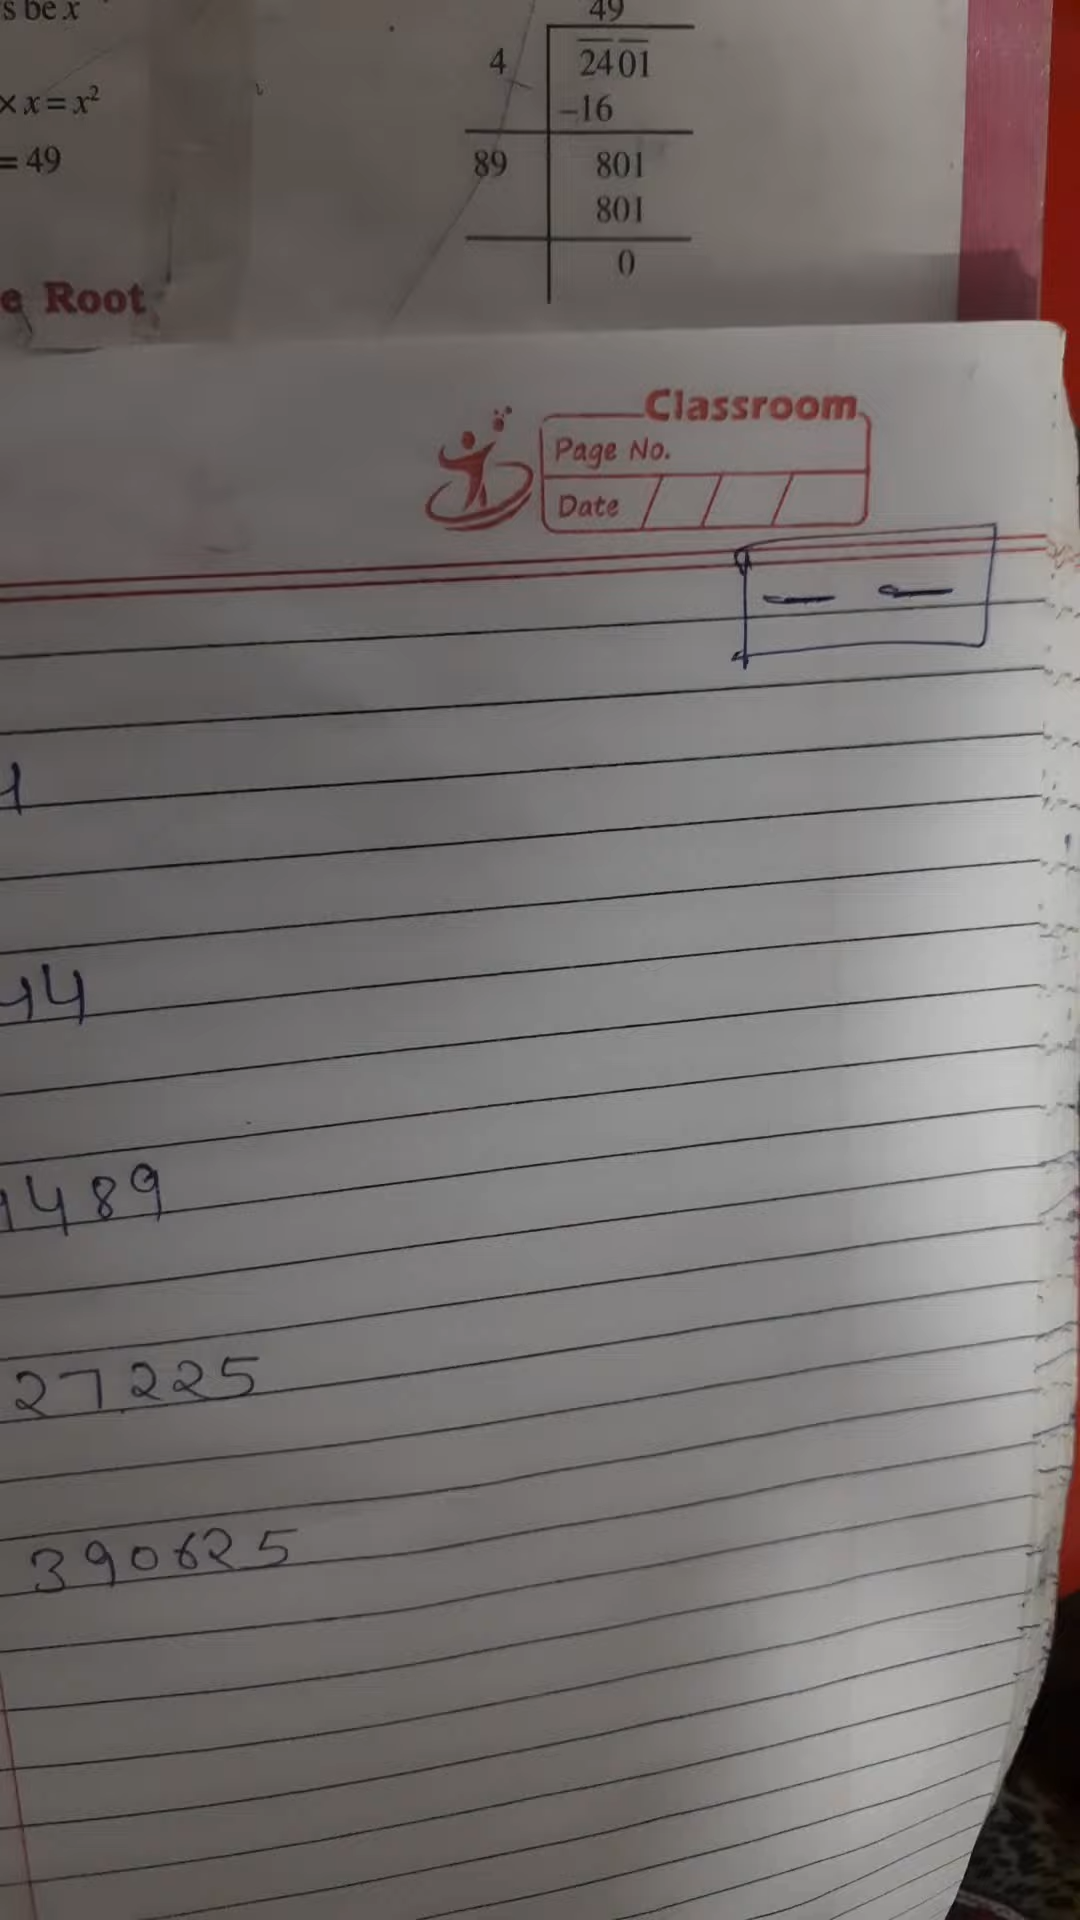 s be x
49
4 2401
× x = x²
–16
= 49
89 801
801
0
e Root
Classroom
Page No.
Date / / /
44
1489
27225
390625